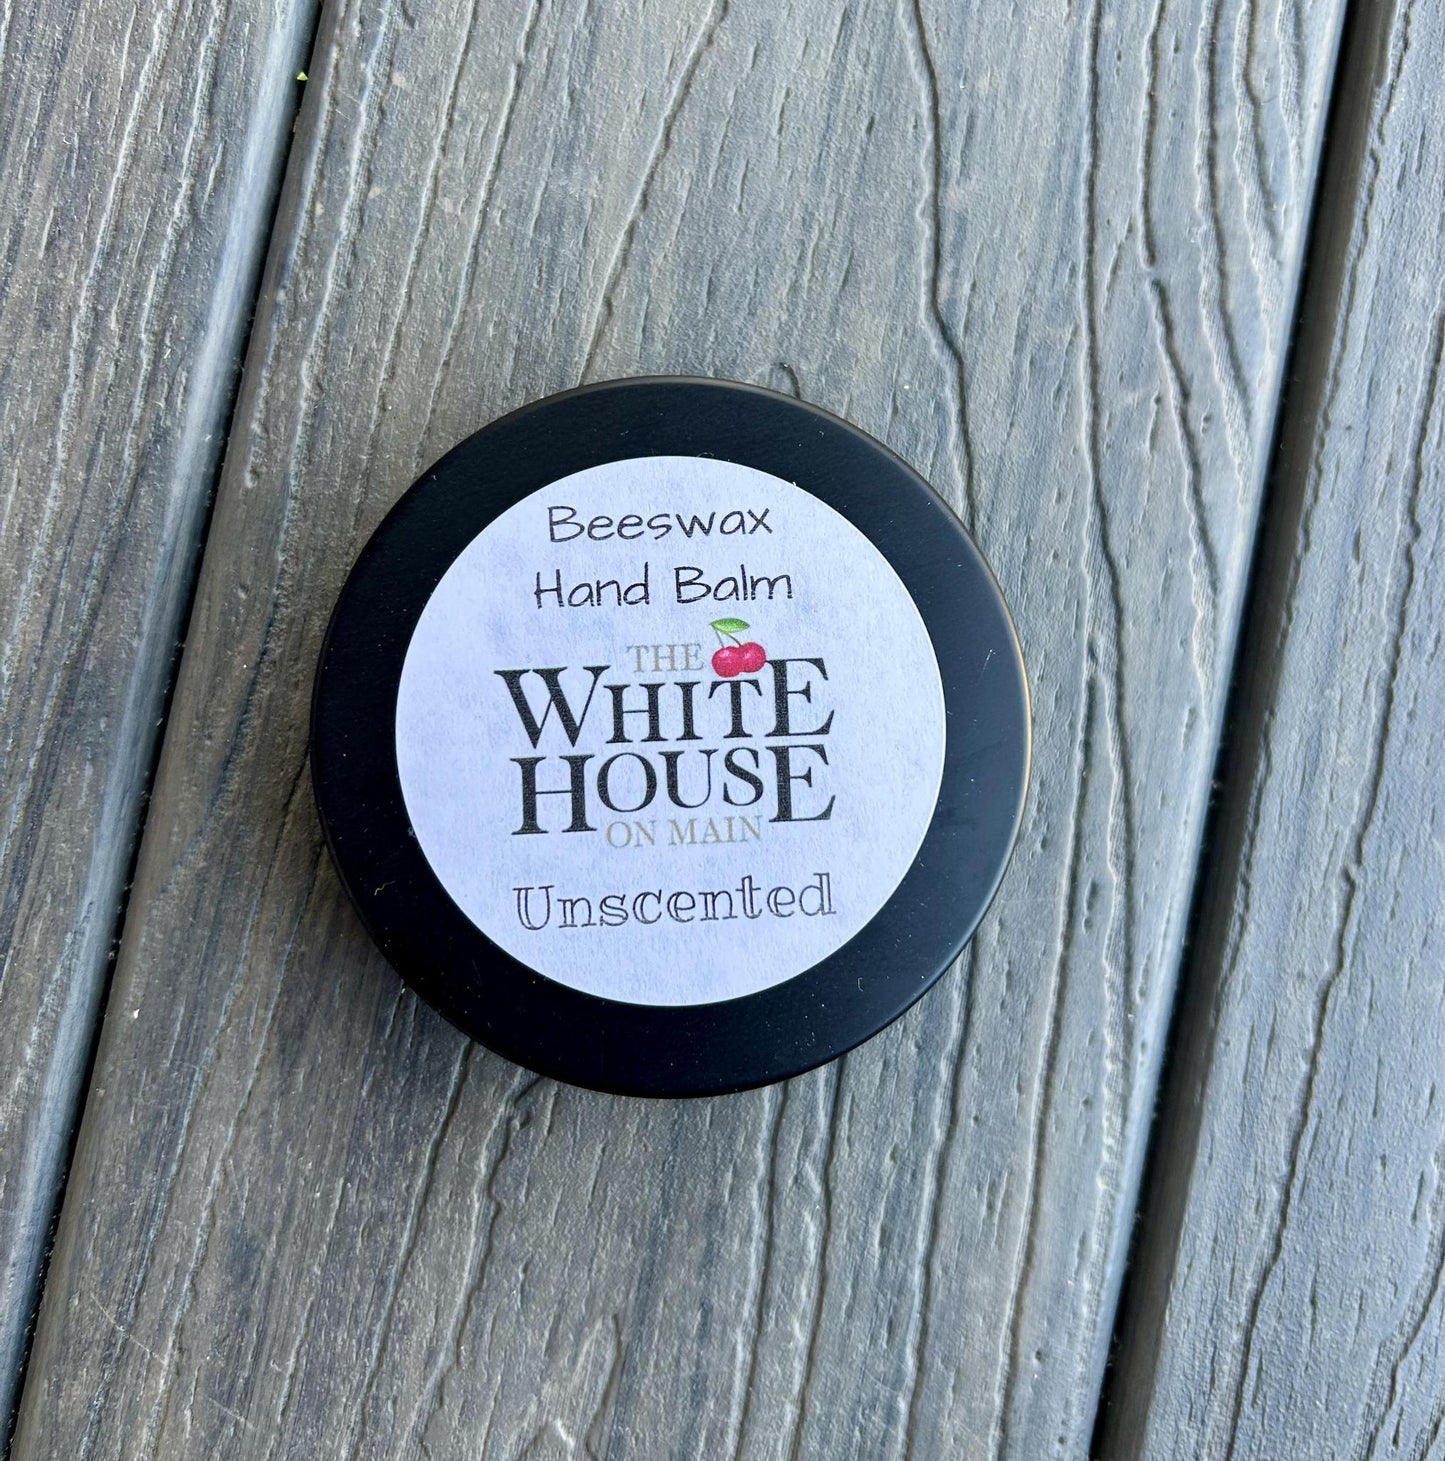 Beeswax
Hand Balm
THE
WHITE
HOUSE
ON MAIN
Unscented